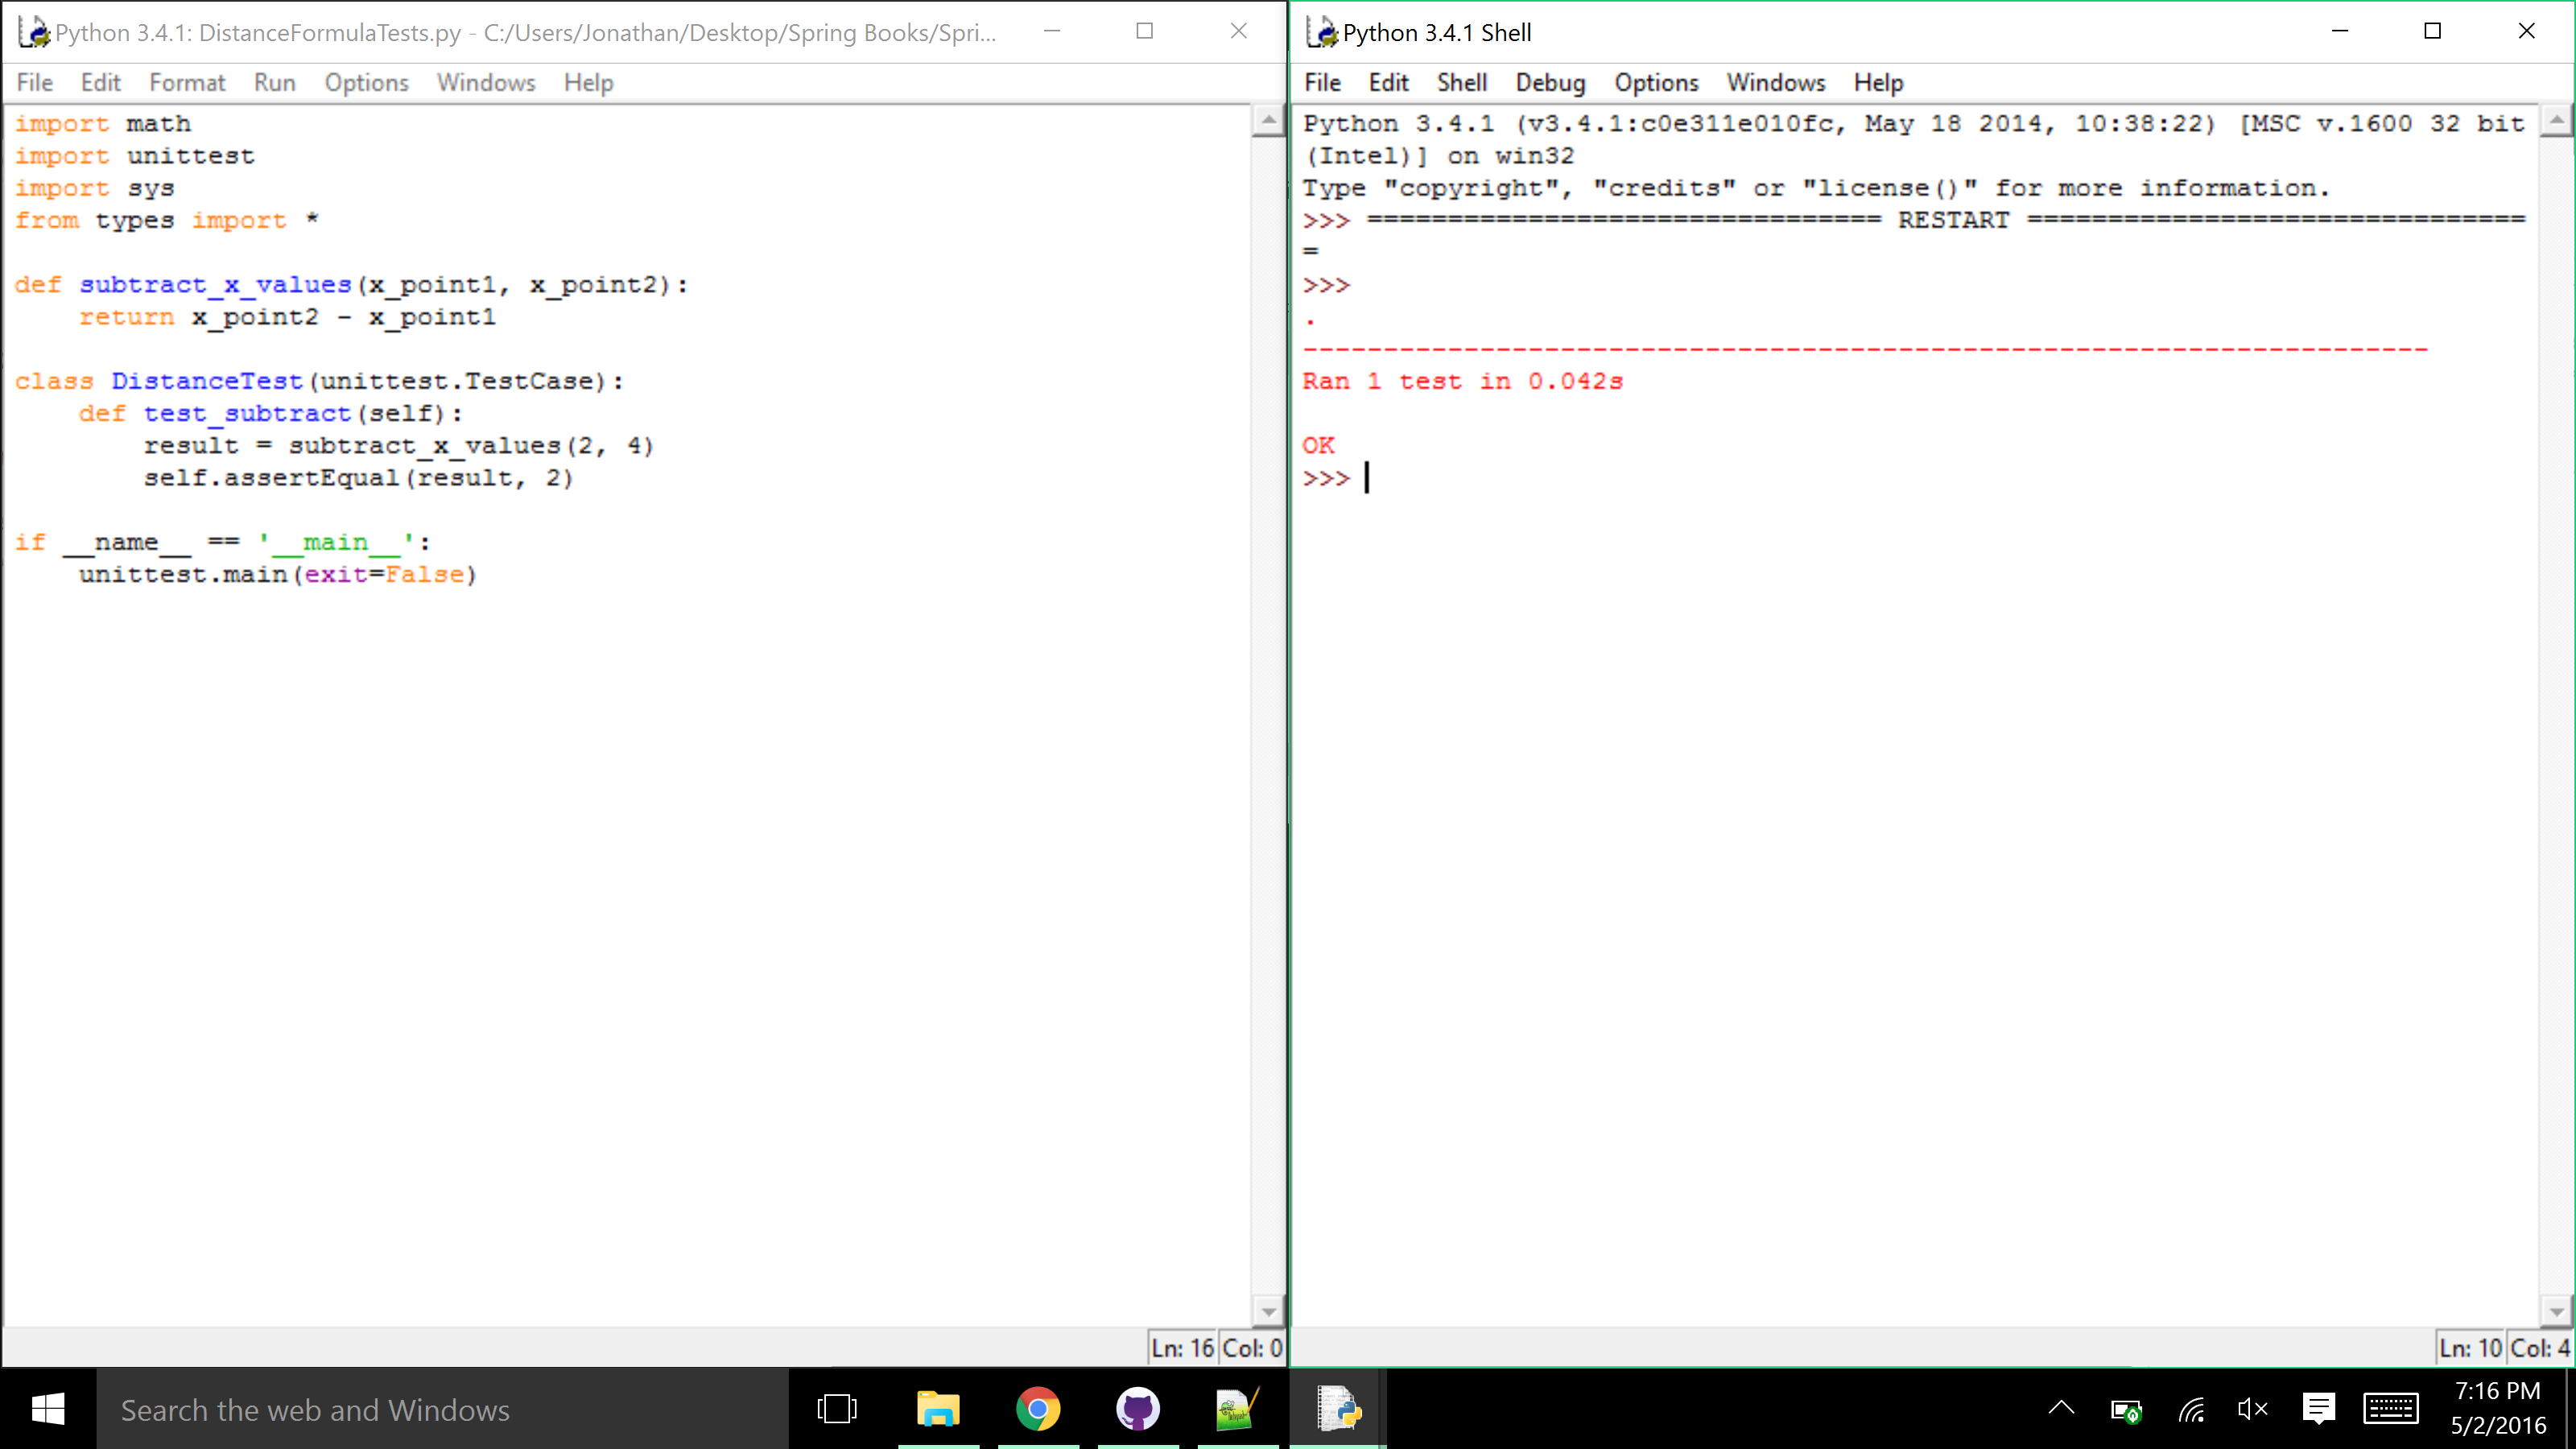 Python 3.4.1: DistanceFormulaTests.py - C:/Users/Jonathan/Desktop/Spring Books/Spri...
File Edit Format Run Options Windows Help
import math
import unittest
import sys
from types import *
def subtract_x_values(x_point1, x_point2):
    return x_point2 - x_point1
class DistanceTest(unittest.TestCase):
    def test_subtract(self):
        result = subtract_x_values(2, 4)
        self.assertEqual(result, 2)
if __name__ == '__main__':
    unittest.main(exit=False)
Ln: 16 Col: 0
Python 3.4.1 Shell
File Edit Shell Debug Options Windows Help
Python 3.4.1 (v3.4.1:c0e311e010fc, May 18 2014, 10:38:22) [MSC v.1600 32 bit
(Intel)] on win32
Type "copyright", "credits" or "license()" for more information.
>>> ================================ RESTART ===============================
=
>>>
.
----------------------------------------------------------------------
Ran 1 test in 0.042s
OK
>>>
Ln: 10 Col: 4
Search the web and Windows
7:16 PM
5/2/2016